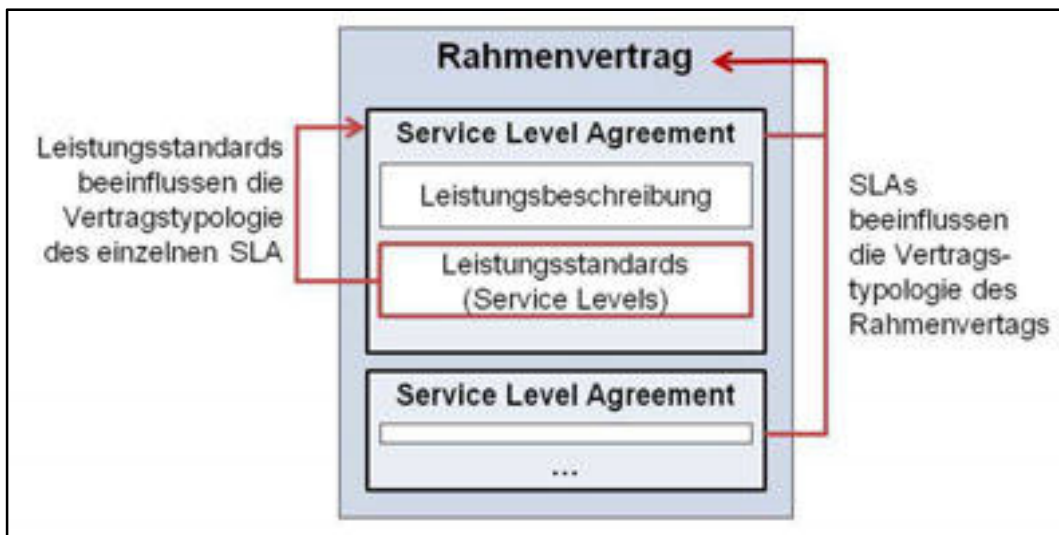 Rahmenvertrag
Leistungsstandards
beeinflussen die
Vertragstypologie
des einzelnen SLA
Service Level Agreement
Leistungsbeschreibung
Leistungsstandards
(Service Levels)
Service Level Agreement
...
SLAs
beeinflussen
die Vertrags-
typologie des
Rahmenvertags